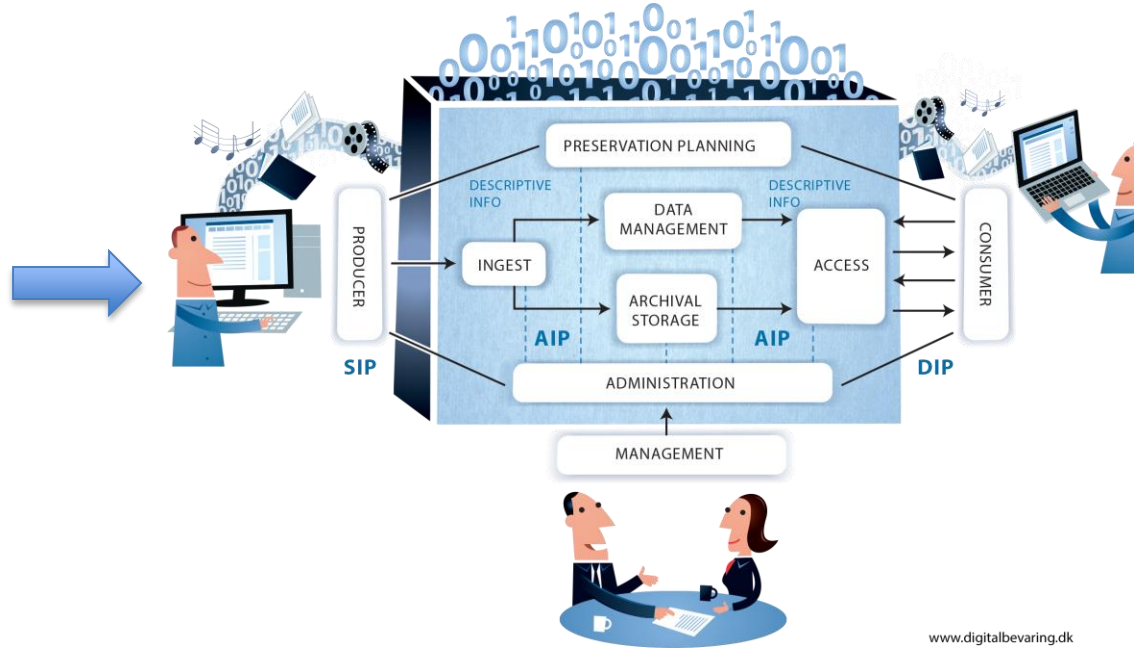 PRESERVATION PLANNING
DESCRIPTIVE
INFO
DESCRIPTIVE
INFO
DATA
MANAGEMENT
PRODUCER
INGEST
ACCESS
CONSUMER
ARCHIVAL
STORAGE
AIP
AIP
SIP
DIP
ADMINISTRATION
MANAGEMENT
www.digitalbevaring.dk